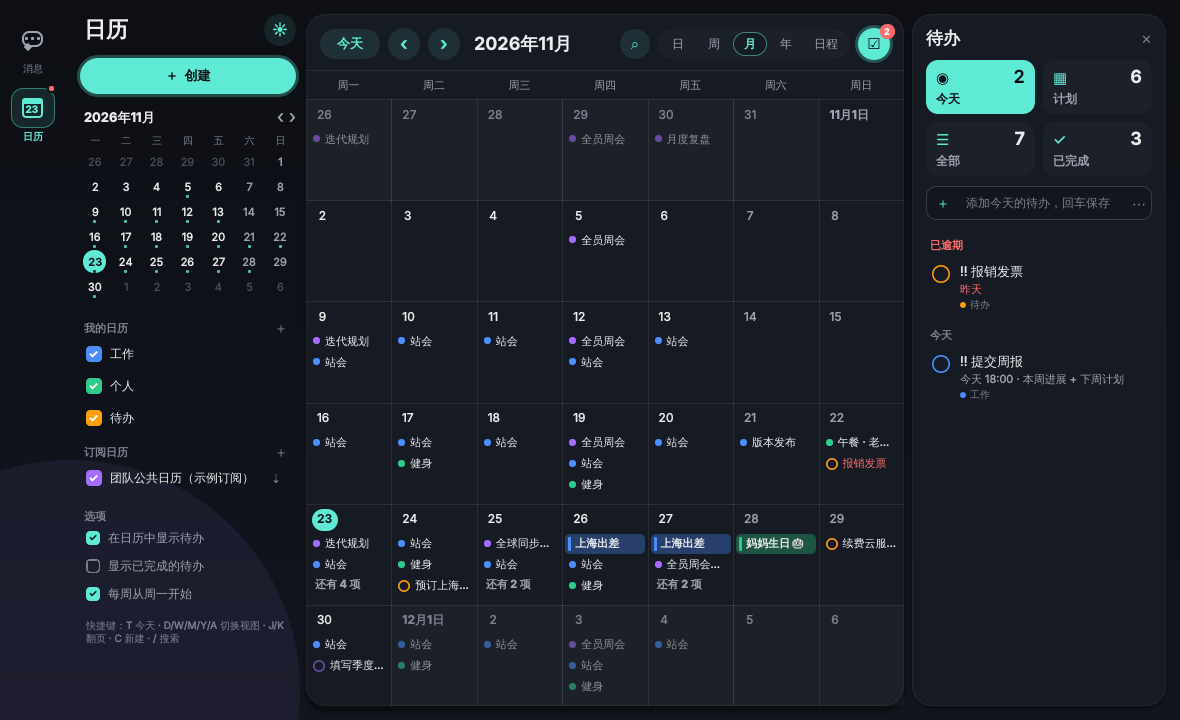 消息
23
日历
日历
+ 创建
2026年11月
一 二 三 四 五 六 日
26 27 28 29 30 31 1
2 3 4 5 6 7 8
9 10 11 12 13 14 15
16 17 18 19 20 21 22
23 24 25 26 27 28 29
30 1 2 3 4 5 6
我的日历 +
工作
个人
待办
订阅日历 +
团队公共日历（示例订阅）
选项
在日历中显示待办
显示已完成的待办
每周从周一开始
快捷键：T 今天 · D/W/M/Y/A 切换视图 · J/K
翻页 · C 新建 · / 搜索
今天
2026年11月
日 周 月 年 日程
2
周一 周二 周三 周四 周五 周六 周日
26 27 28 29 30 31 11月1日
迭代规划 全员周会 月度复盘
2 3 4 5 6 7 8
全员周会
9 10 11 12 13 14 15
迭代规划 站会 站会 全员周会 站会
站会 站会
16 17 18 19 20 21 22
站会 站会 站会 全员周会 站会 版本发布 午餐 · 老…
健身 站会 报销发票
健身
23 24 25 26 27 28 29
迭代规划 站会 全球同步… 上海出差 上海出差 妈妈生日🎂 续费云服…
站会 健身 站会 站会 全员周会…
还有 4 项 预订上海… 还有 2 项 健身 还有 2 项
30 12月1日 2 3 4 5 6
站会 站会 站会 全员周会 站会
填写季度… 健身 站会
健身
待办
2
今天
6
计划
7
全部
3
已完成
+ 添加今天的待办，回车保存 …
已逾期
!! 报销发票
昨天
待办
今天
!! 提交周报
今天 18:00 · 本周进展 + 下周计划
工作